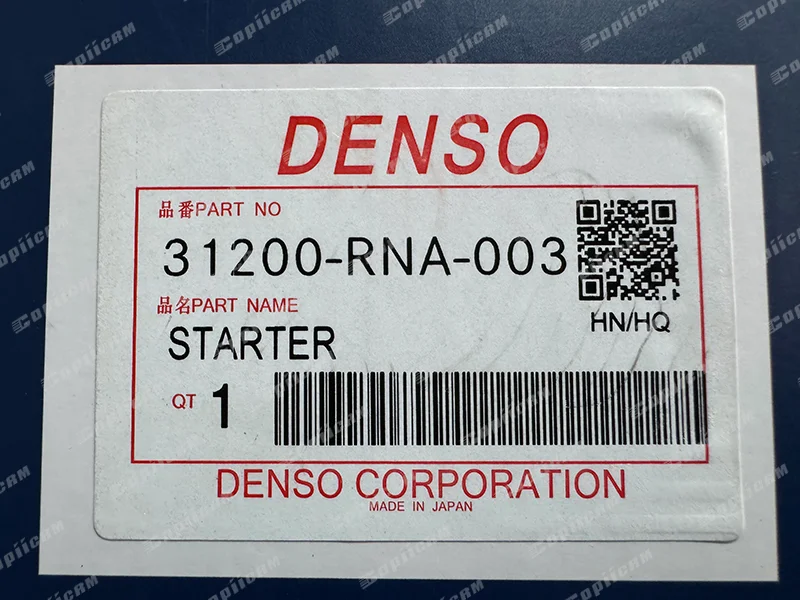 DENSO
品番PART NO
31200-RNA-003
HN/HQ
品名PART NAME
STARTER
QT 1
DENSO CORPORATION
MADE IN JAPAN
Copiicam